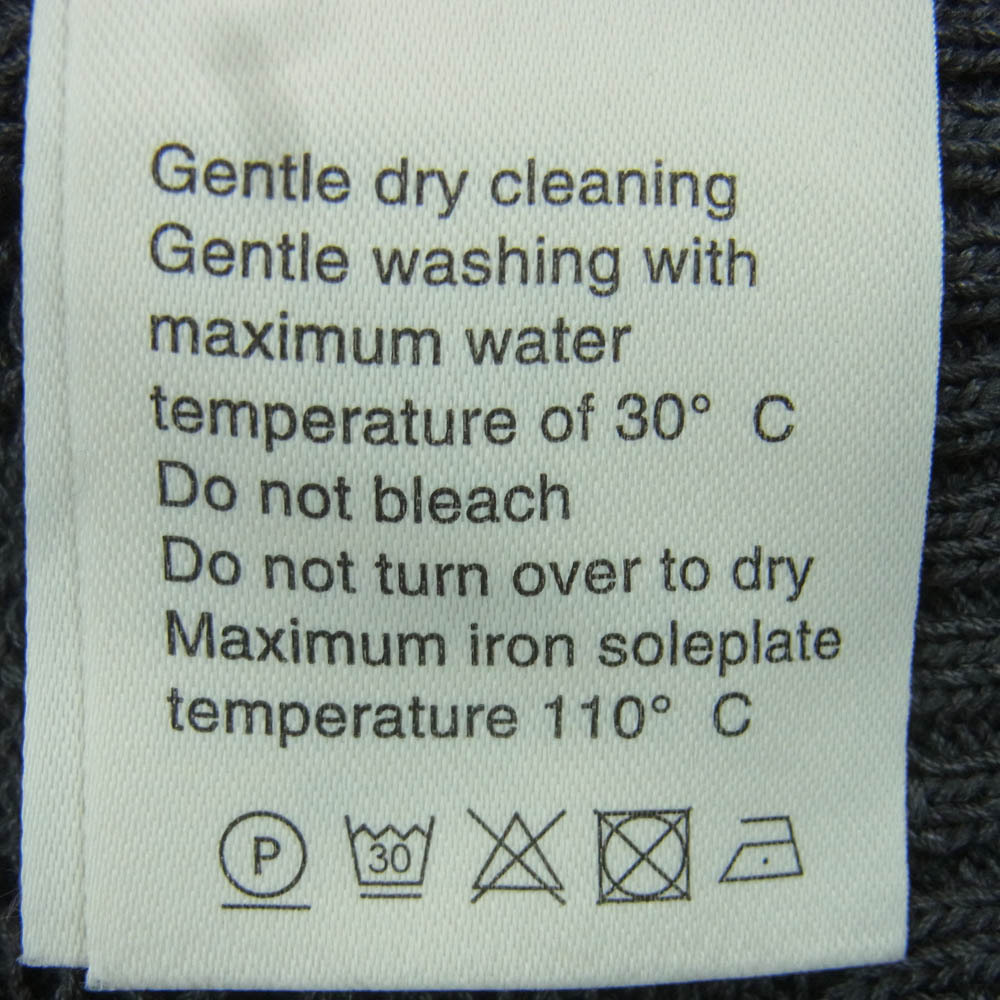 Gentle dry cleaning
Gentle washing with
maximum water
temperature of 30° C
Do not bleach
Do not turn over to dry
Maximum iron soleplate
temperature 110° C
P 30